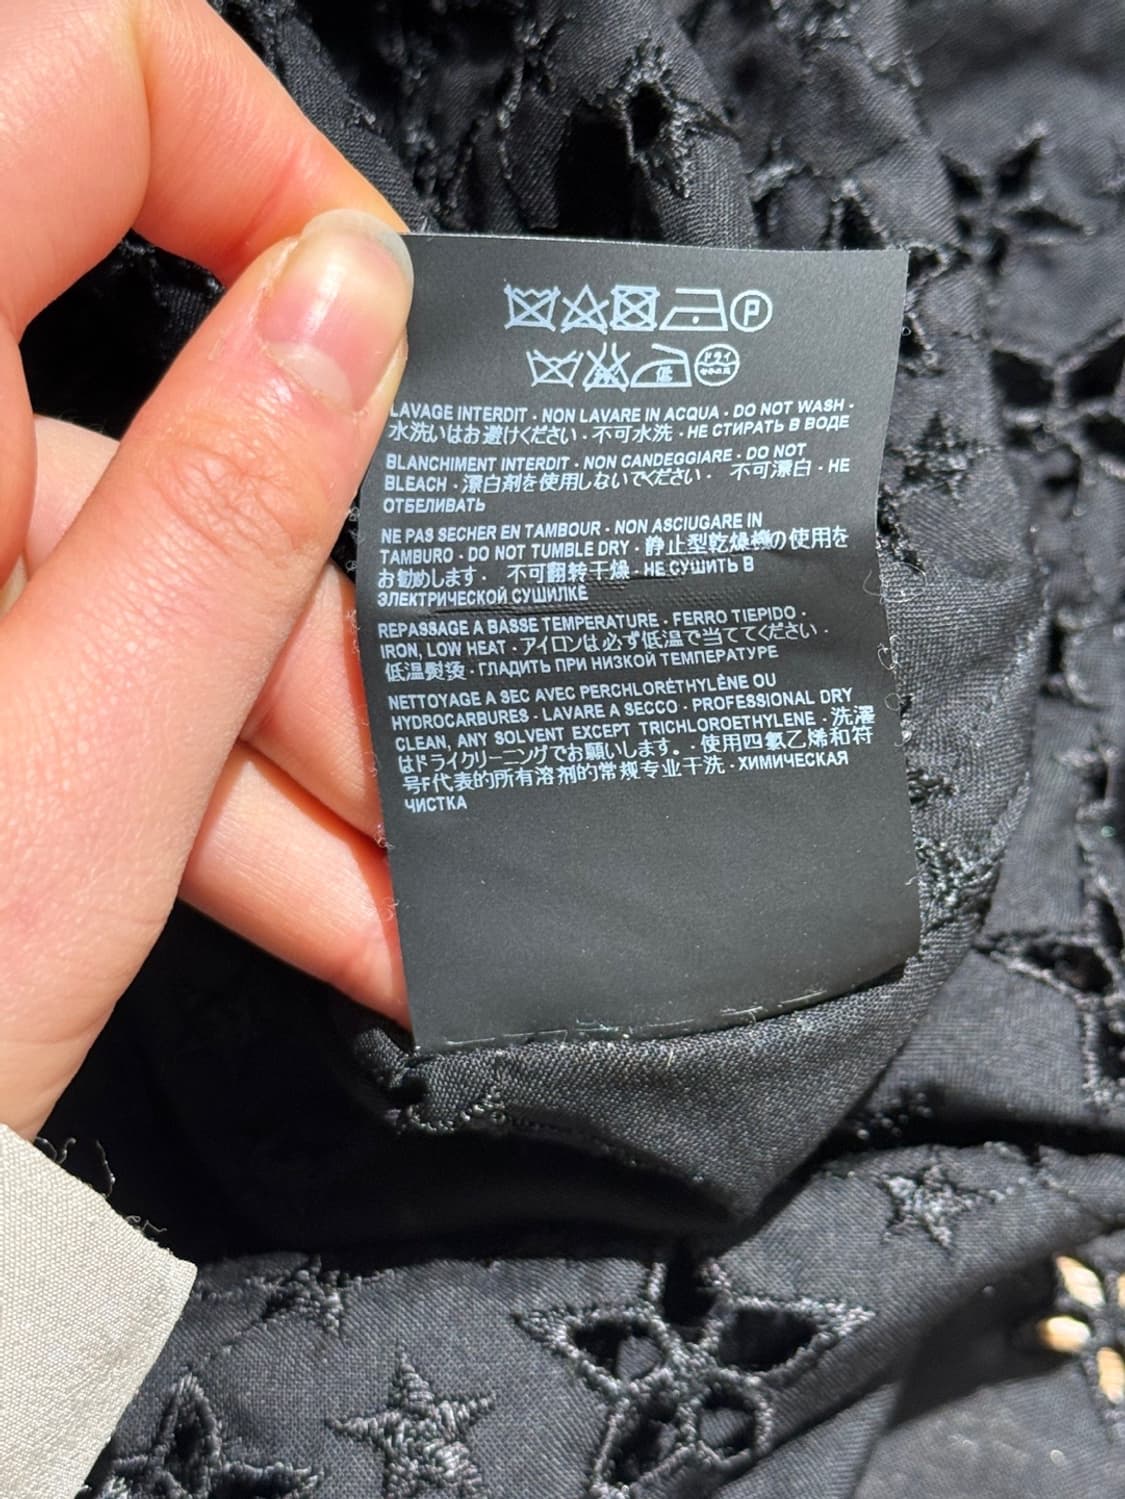 P
低 ドライ
LAVAGE INTERDIT - NON LAVARE IN ACQUA - DO NOT WASH -
水洗いはお避けください - 不可水洗 - НЕ СТИРАТЬ В ВОДЕ
BLANCHIMENT INTERDIT - NON CANDEGGIARE - DO NOT
BLEACH - 漂白剤を使用しないでください - 不可漂白 - НЕ
ОТБЕЛИВАТЬ
NE PAS SECHER EN TAMBOUR - NON ASCIUGARE IN
TAMBURO - DO NOT TUMBLE DRY - 静止型乾燥機の使用を
お勧めします - 不可翻转干燥 - НЕ СУШИТЬ В
ЭЛЕКТРИЧЕСКОЙ СУШИЛКЕ
REPASSAGE A BASSE TEMPERATURE - FERRO TIEPIDO -
IRON, LOW HEAT - アイロンは必ず低温で当ててください -
低温熨烫 - ГЛАДИТЬ ПРИ НИЗКОЙ ТЕМПЕРАТУРЕ
NETTOYAGE A SEC AVEC PERCHLORÉTHYLÈNE OU
HYDROCARBURES - LAVARE A SECCO - PROFESSIONAL DRY
CLEAN, ANY SOLVENT EXCEPT TRICHLOROETHYLENE - 洗濯
はドライクリーニングでお願いします。- 使用四氯乙烯和符
号F代表的所有溶剂的常规专业干洗 - ХИМИЧЕСКАЯ
ЧИСТКА